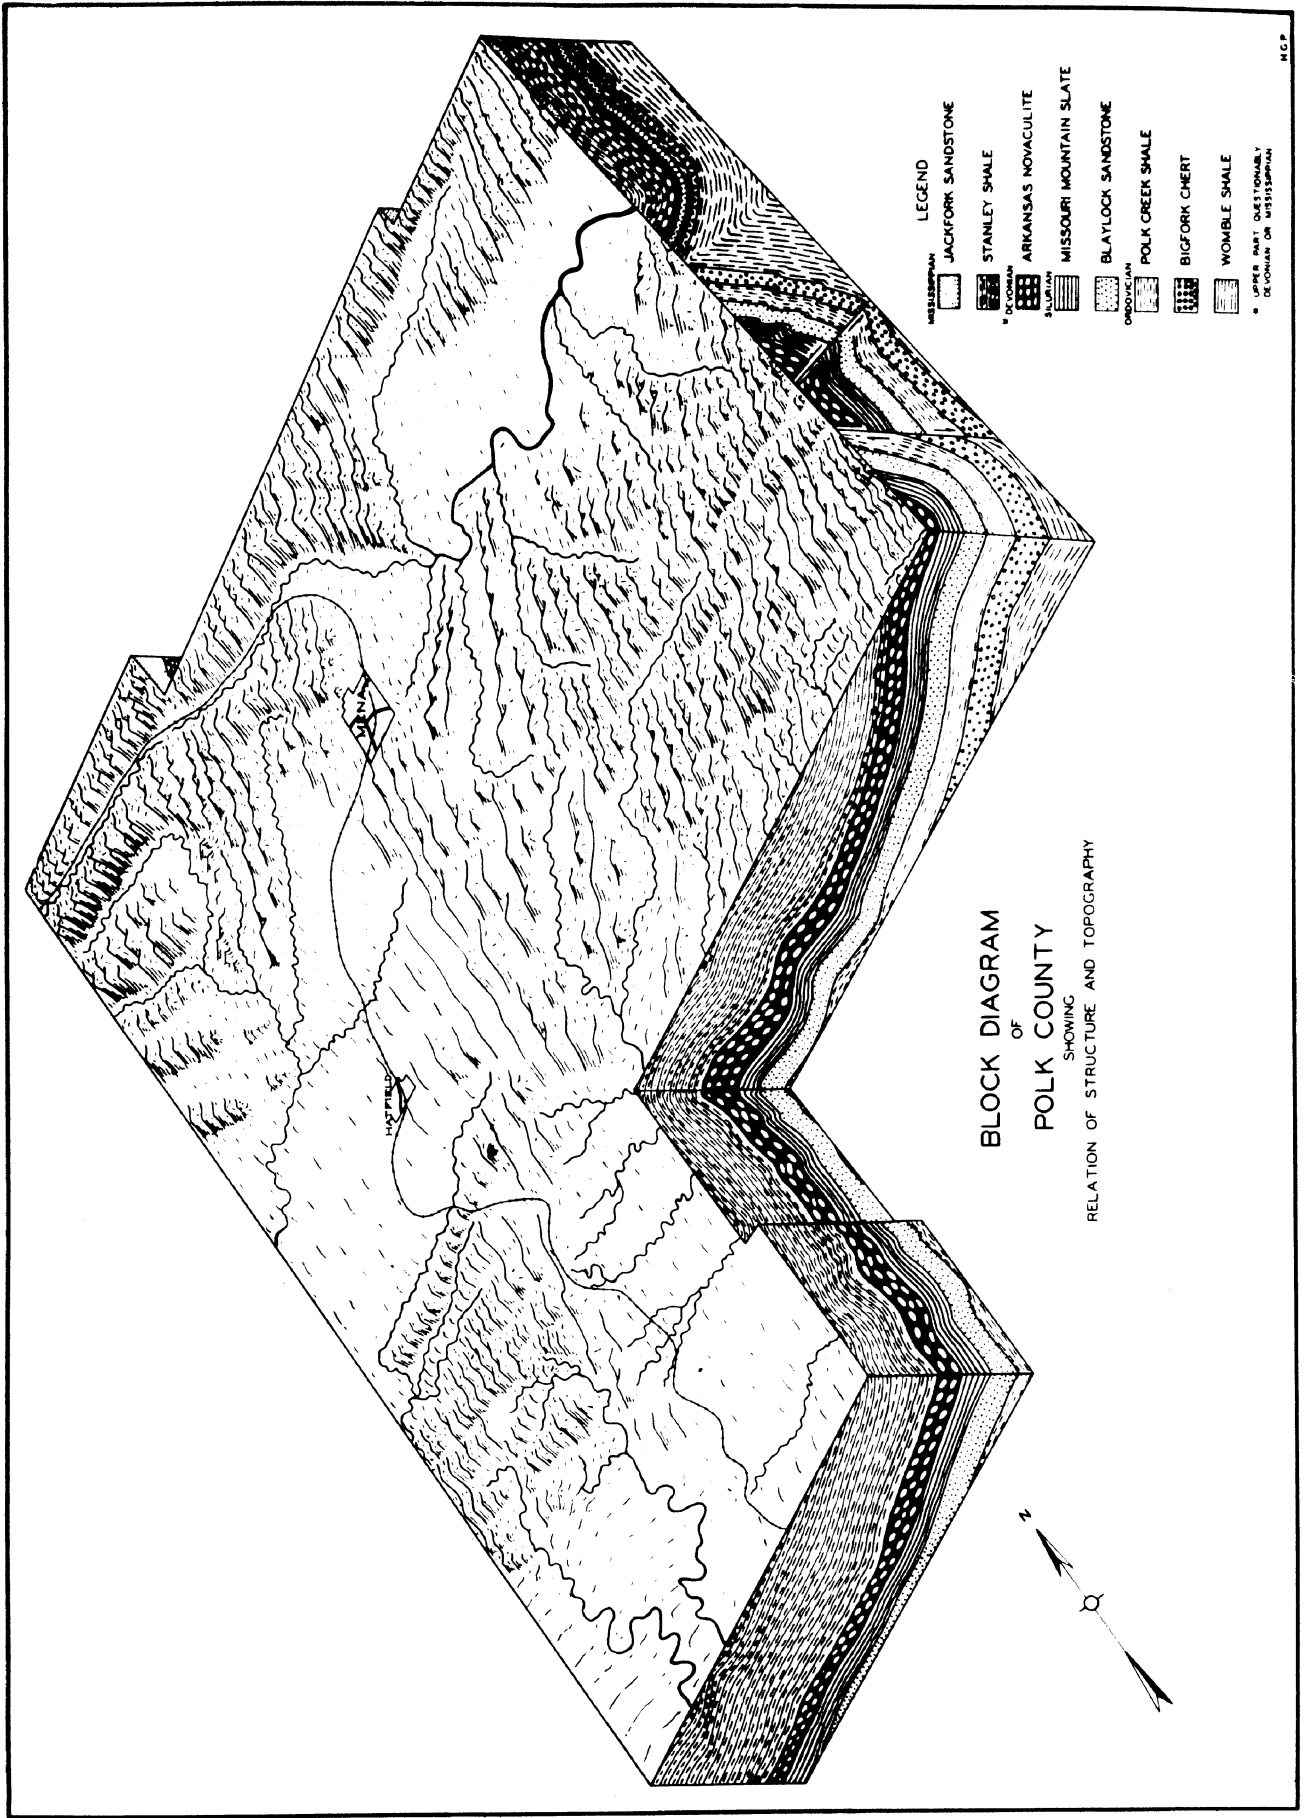 MENA
HATFIELD
BLOCK DIAGRAM
OF
POLK COUNTY
SHOWING
RELATION OF STRUCTURE AND TOPOGRAPHY
N
LEGEND
MISSISSIPPIAN
JACKFORK SANDSTONE
STANLEY SHALE
* DEVONIAN
ARKANSAS NOVACULITE
SILURIAN
MISSOURI MOUNTAIN SLATE
BLAYLOCK SANDSTONE
ORDOVICIAN
POLK CREEK SHALE
BIGFORK CHERT
WOMBLE SHALE
* UPPER PART QUESTIONABLY
DEVONIAN OR MISSISSIPPIAN
H G P